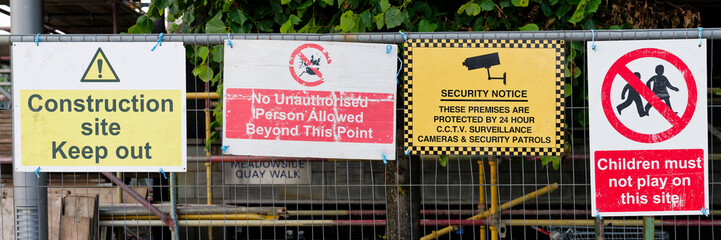 Construction
site
Keep out
No Unauthorised
Person Allowed
Beyond This Point
MEADOWSIDE
QUAY WALK
SECURITY NOTICE
THESE PREMISES ARE
PROTECTED BY 24 HOUR
C.C.T.V. SURVEILLANCE
CAMERAS & SECURITY PATROLS
Children must
not play on
this site